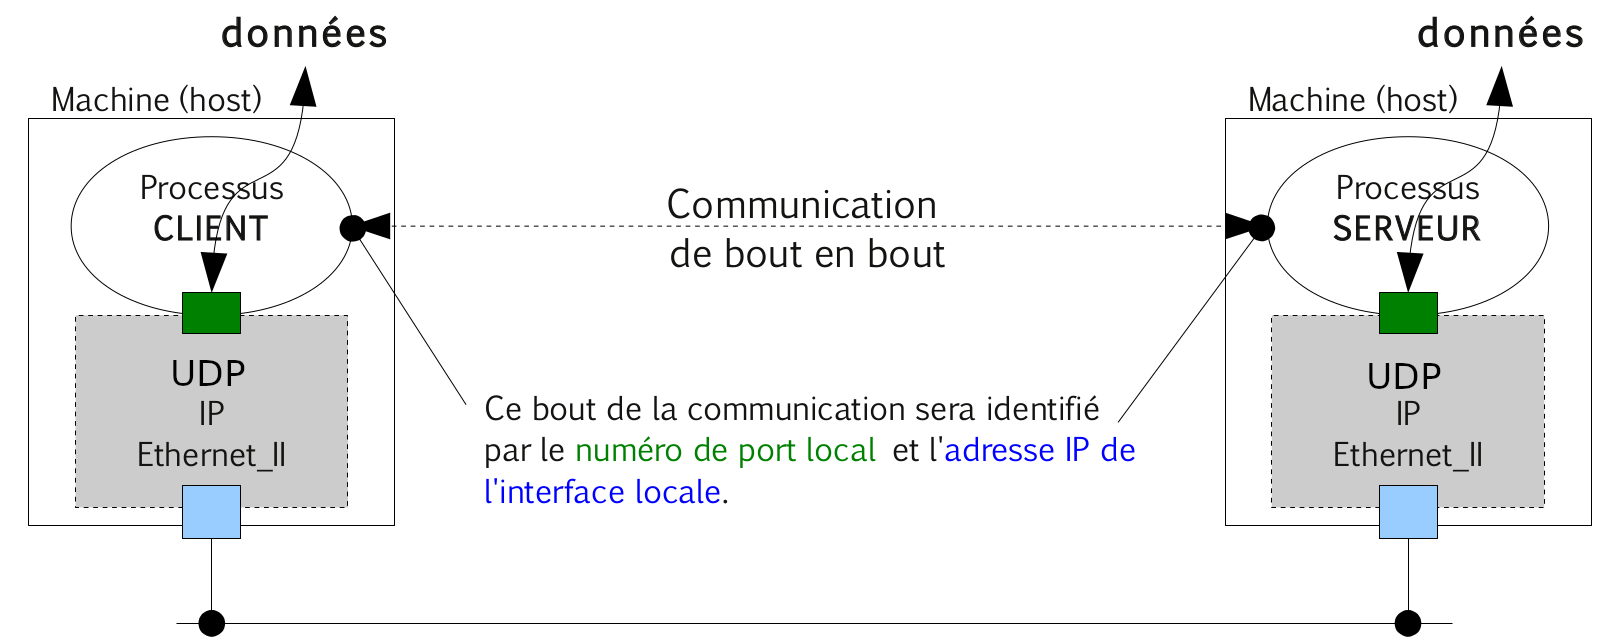 données
données
Machine (host)
Machine (host)
Processus
CLIENT
Processus
SERVEUR
Communication
de bout en bout
UDP
IP
Ethernet_II
UDP
IP
Ethernet_II
Ce bout de la communication sera identifié
par le numéro de port local et l'adresse IP de
l'interface locale.